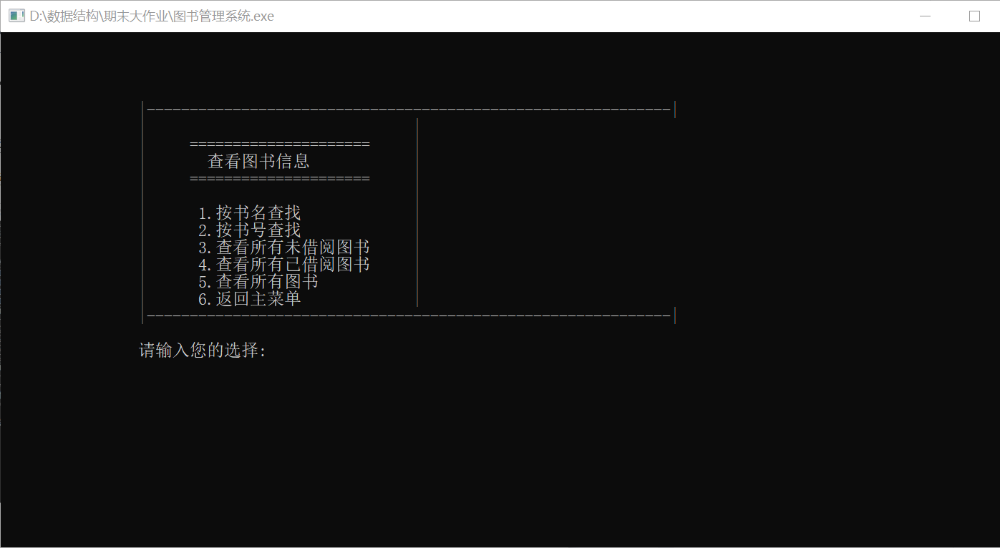 D:\数据结构\期末大作业\图书管理系统.exe
|-------------------------------------------------------------|
=====================
查看图书信息
=====================
1.按书名查找
2.按书号查找
3.查看所有未借阅图书
4.查看所有已借阅图书
5.查看所有图书
6.返回主菜单
|-------------------------------------------------------------|
请输入您的选择: